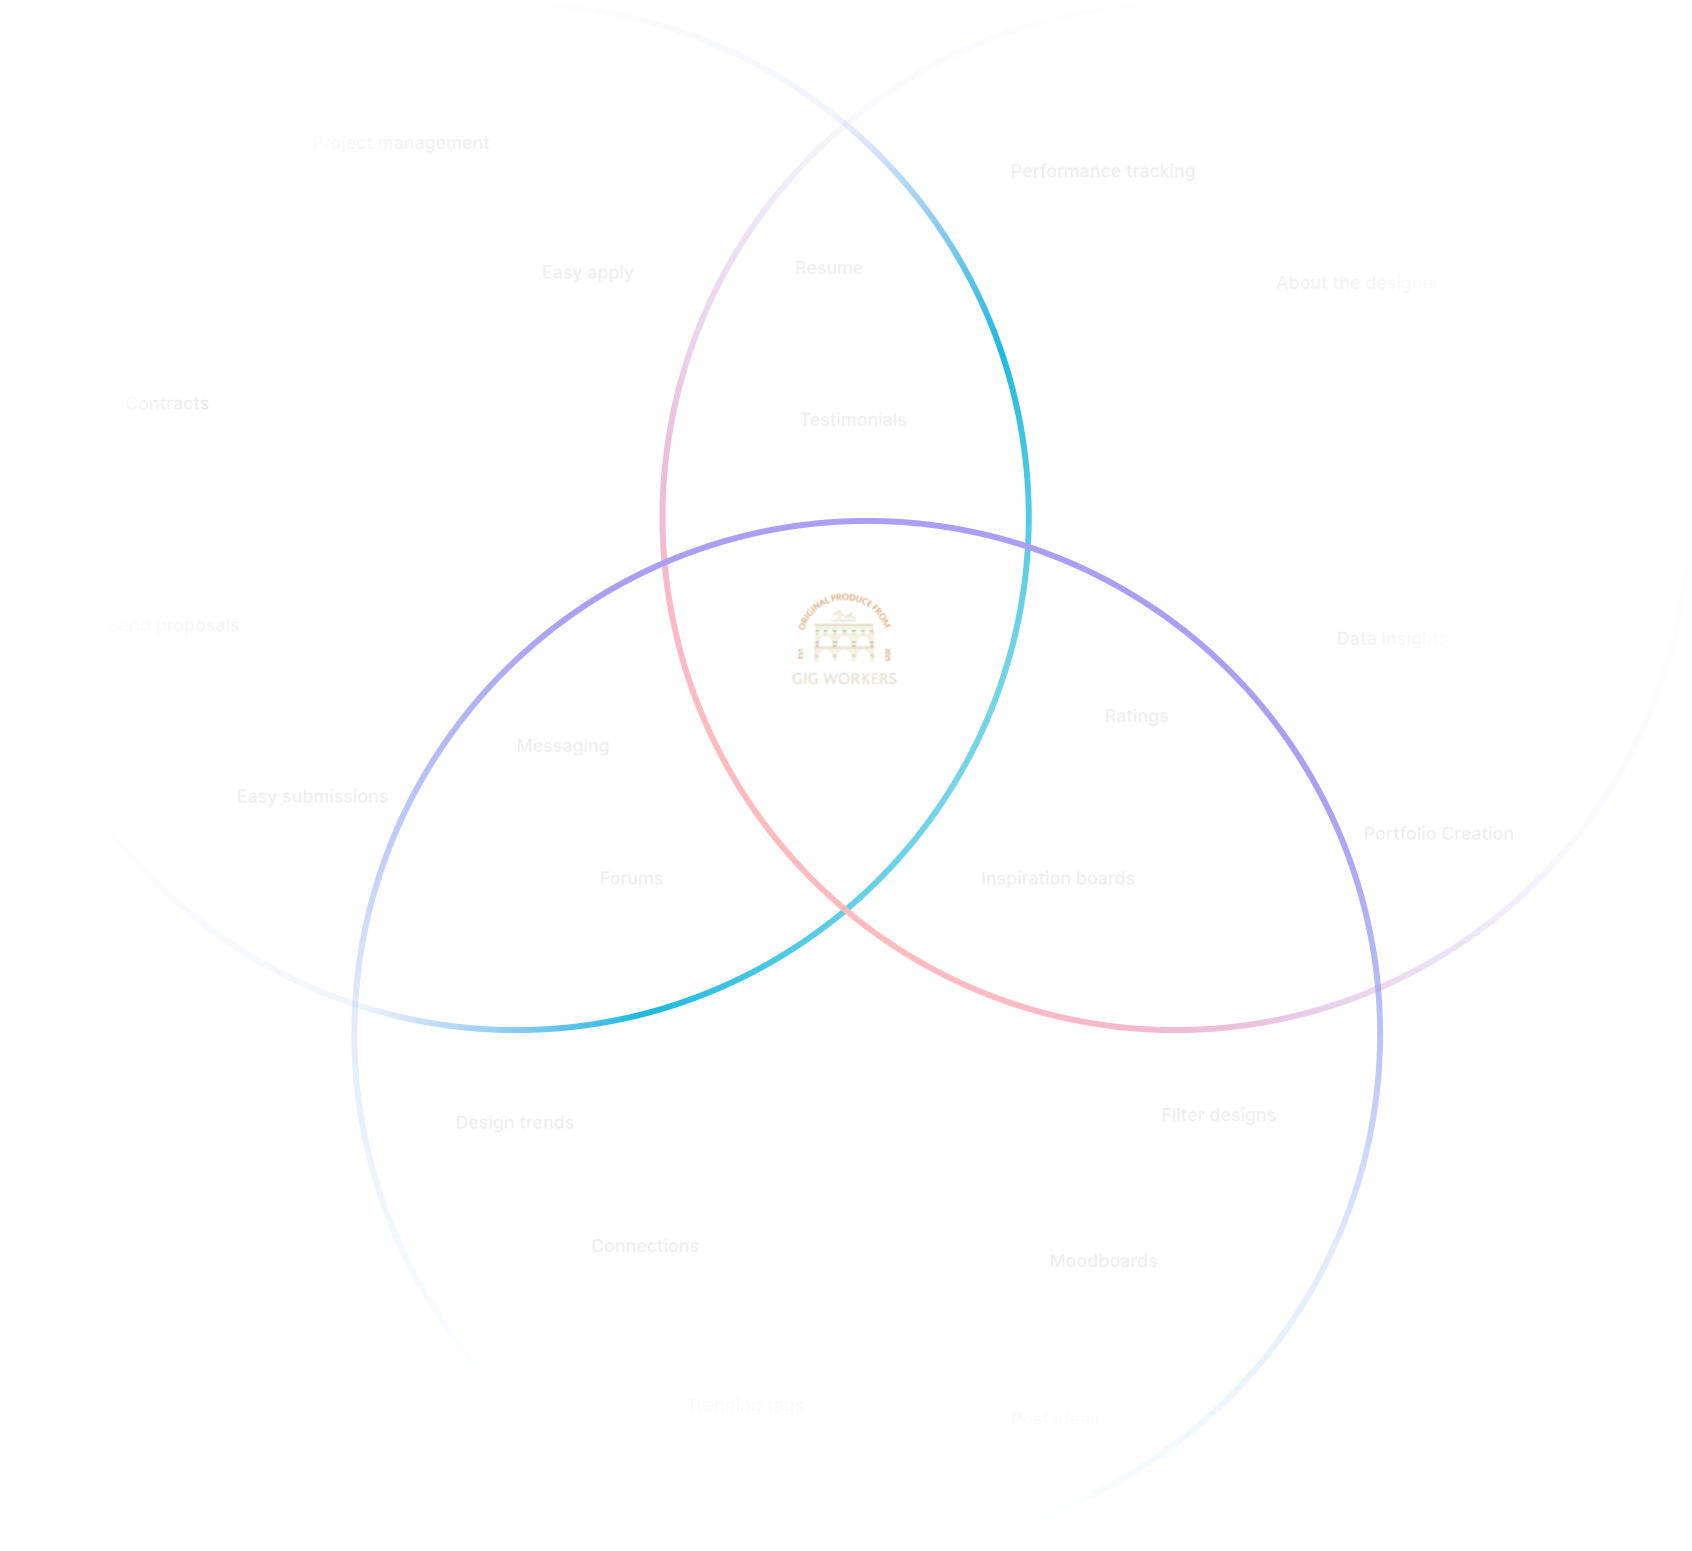 Project management
Performance tracking
Easy apply
Resume
About the designer
Contracts
Testimonials
ORIGINAL PRODUCE FROM
EST.
2025
GIG WORKERS
Send proposals
Data insights
Ratings
Messaging
Easy submissions
Portfolio Creation
Forums
Inspiration boards
Design trends
Filter designs
Connections
Moodboards
Trending tags
Post ideas